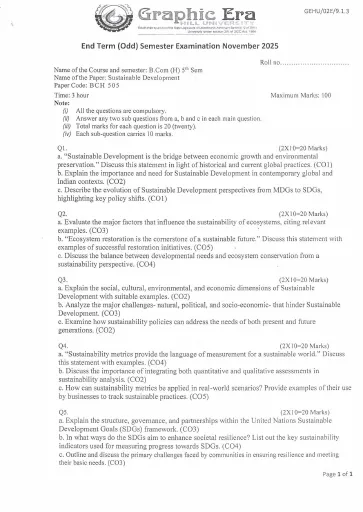 GEHU/02E/9.1.3
Graphic Era
HILL UNIVERSITY
End Term (Odd) Semester Examination November 2025
Roll no..............................
Name of the Course and semester: B.Com (H) 5th Sem
Name of the Paper: Sustainable Development
Paper Code: BCH 505
Time: 3 hour Maximum Marks: 100
Note:
(i) All the questions are compulsory.
(ii) Answer any two sub questions from a, b and c in each main question.
(iii) Total marks for each question is 20 (twenty).
(iv) Each sub-question carries 10 marks.
Q1. (2X10=20 Marks)
a. “Sustainable Development is the bridge between economic growth and environmental
preservation.” Discuss this statement in light of historical and current global practices. (CO1)
b. Explain the importance and need for Sustainable Development in contemporary global and
Indian contexts. (CO2)
c. Describe the evolution of Sustainable Development perspectives from MDGs to SDGs,
highlighting key policy shifts. (CO1)
Q2. (2X10=20 Marks)
a. Evaluate the major factors that influence the sustainability of ecosystems, citing relevant
examples. (CO3)
b. “Ecosystem restoration is the cornerstone of a sustainable future.” Discuss this statement with
examples of successful restoration initiatives. (CO5)
c. Discuss the balance between developmental needs and ecosystem conservation from a
sustainability perspective. (CO4)
Q3. (2X10=20 Marks)
a. Explain the social, cultural, environmental, and economic dimensions of Sustainable
Development with suitable examples. (CO2)
b. Analyze the major challenges- natural, political, and socio-economic- that hinder Sustainable
Development. (CO3)
c. Examine how sustainability policies can address the needs of both present and future
generations. (CO2)
Q4. (2X10=20 Marks)
a. “Sustainability metrics provide the language of measurement for a sustainable world.” Discuss
this statement with examples. (CO4)
b. Discuss the importance of integrating both quantitative and qualitative assessments in
sustainability analysis. (CO2)
c. How can sustainability metrics be applied in real-world scenarios? Provide examples of their use
by businesses to track sustainable practices. (CO5)
Q5. (2X10=20 Marks)
a. Explain the structure, governance, and partnerships within the United Nations Sustainable
Development Goals (SDGs) framework. (CO3)
b. In what ways do the SDGs aim to enhance societal resilience? List out the key sustainability
indicators used for measuring progress towards SDGs. (CO4)
c. Outline and discuss the primary challenges faced by communities in ensuring resilience and meeting
their basic needs. (CO3)
Page 1 of 1